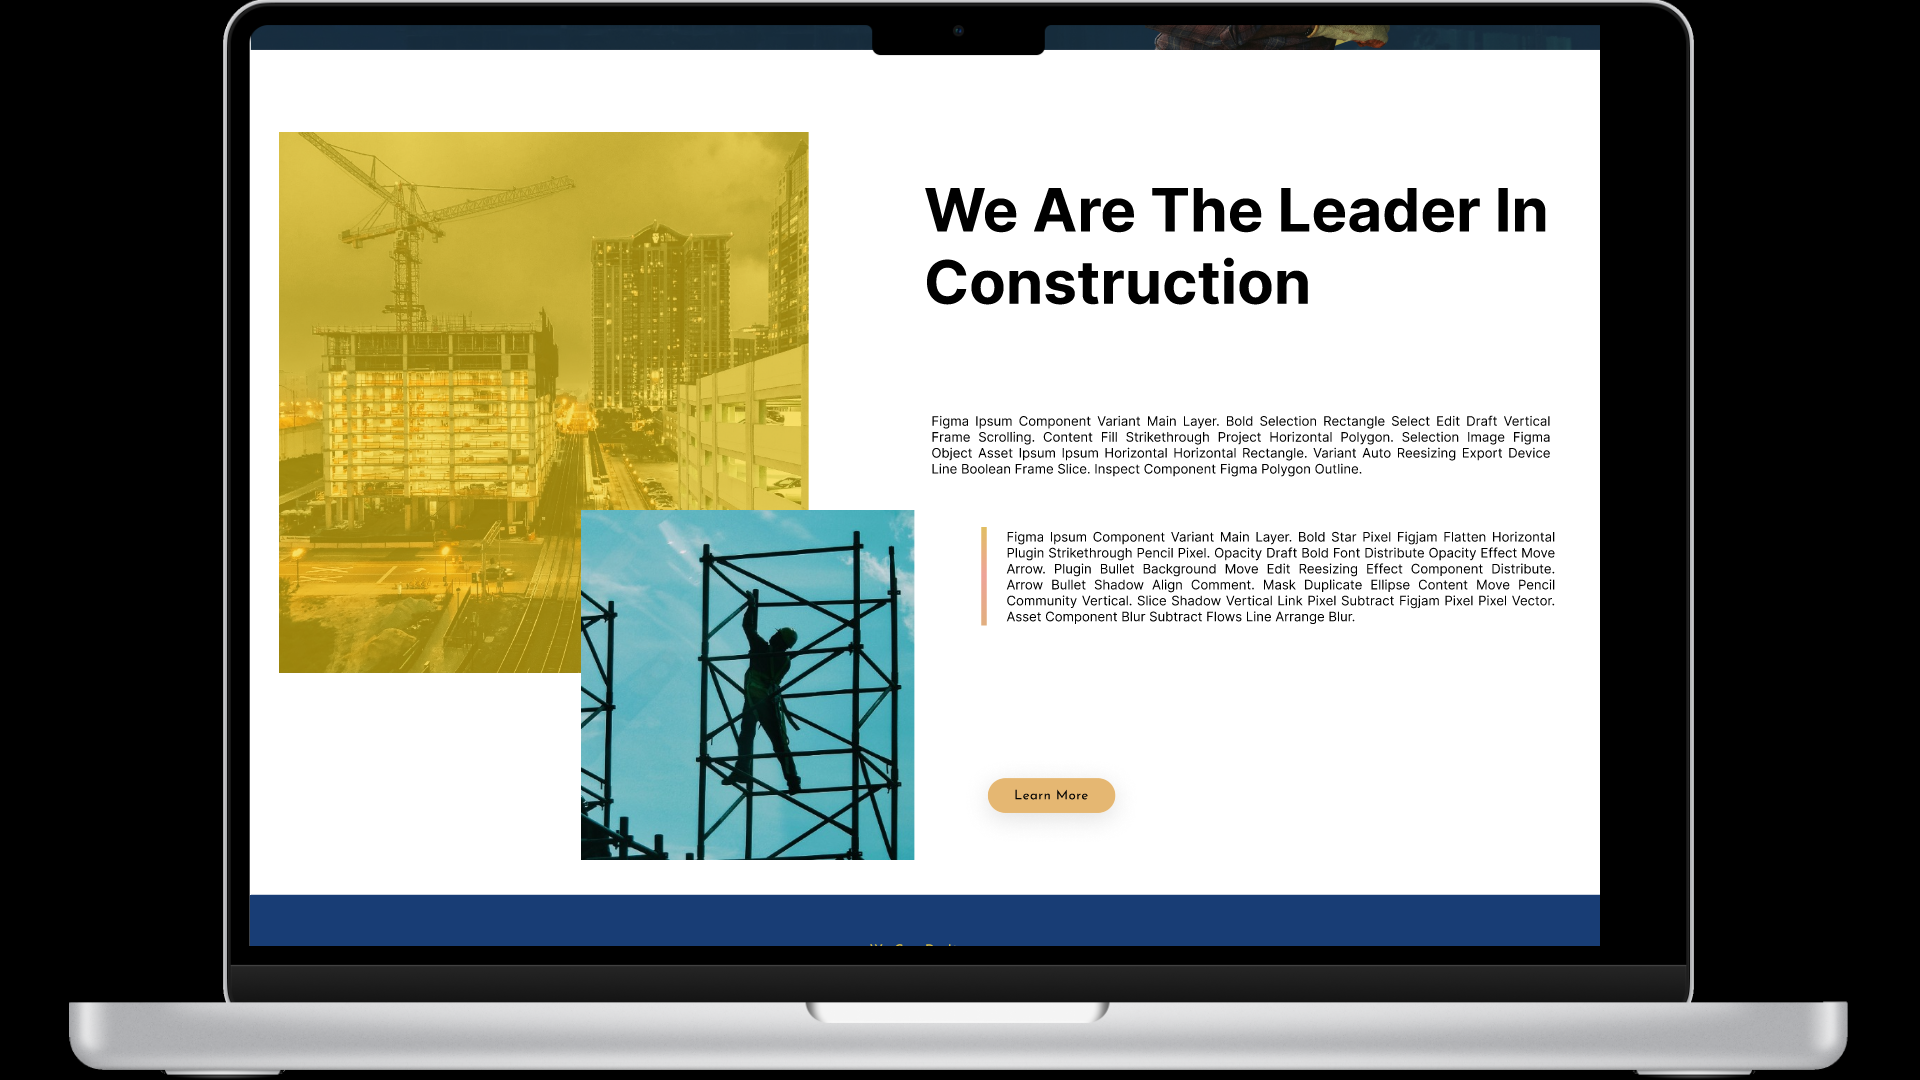 We Are The Leader In
Construction
Figma Ipsum Component Variant Main Layer. Bold Selection Rectangle Select Edit Draft Vertical
Frame Scrolling. Content Fill Strikethrough Project Horizontal Polygon. Selection Image Figma
Object Asset Ipsum Ipsum Horizontal Horizontal Rectangle. Variant Auto Reesizing Export Device
Line Boolean Frame Slice. Inspect Component Figma Polygon Outline.
Figma Ipsum Component Variant Main Layer. Bold Star Pixel Figjam Flatten Horizontal
Plugin Strikethrough Pencil Pixel. Opacity Draft Bold Font Distribute Opacity Effect Move
Arrow. Plugin Bullet Background Move Edit Reesizing Effect Component Distribute.
Arrow Bullet Shadow Align Comment. Mask Duplicate Ellipse Content Move Pencil
Community Vertical. Slice Shadow Vertical Link Pixel Subtract Figjam Pixel Pixel Vector.
Asset Component Blur Subtract Flows Line Arrange Blur.
Learn More